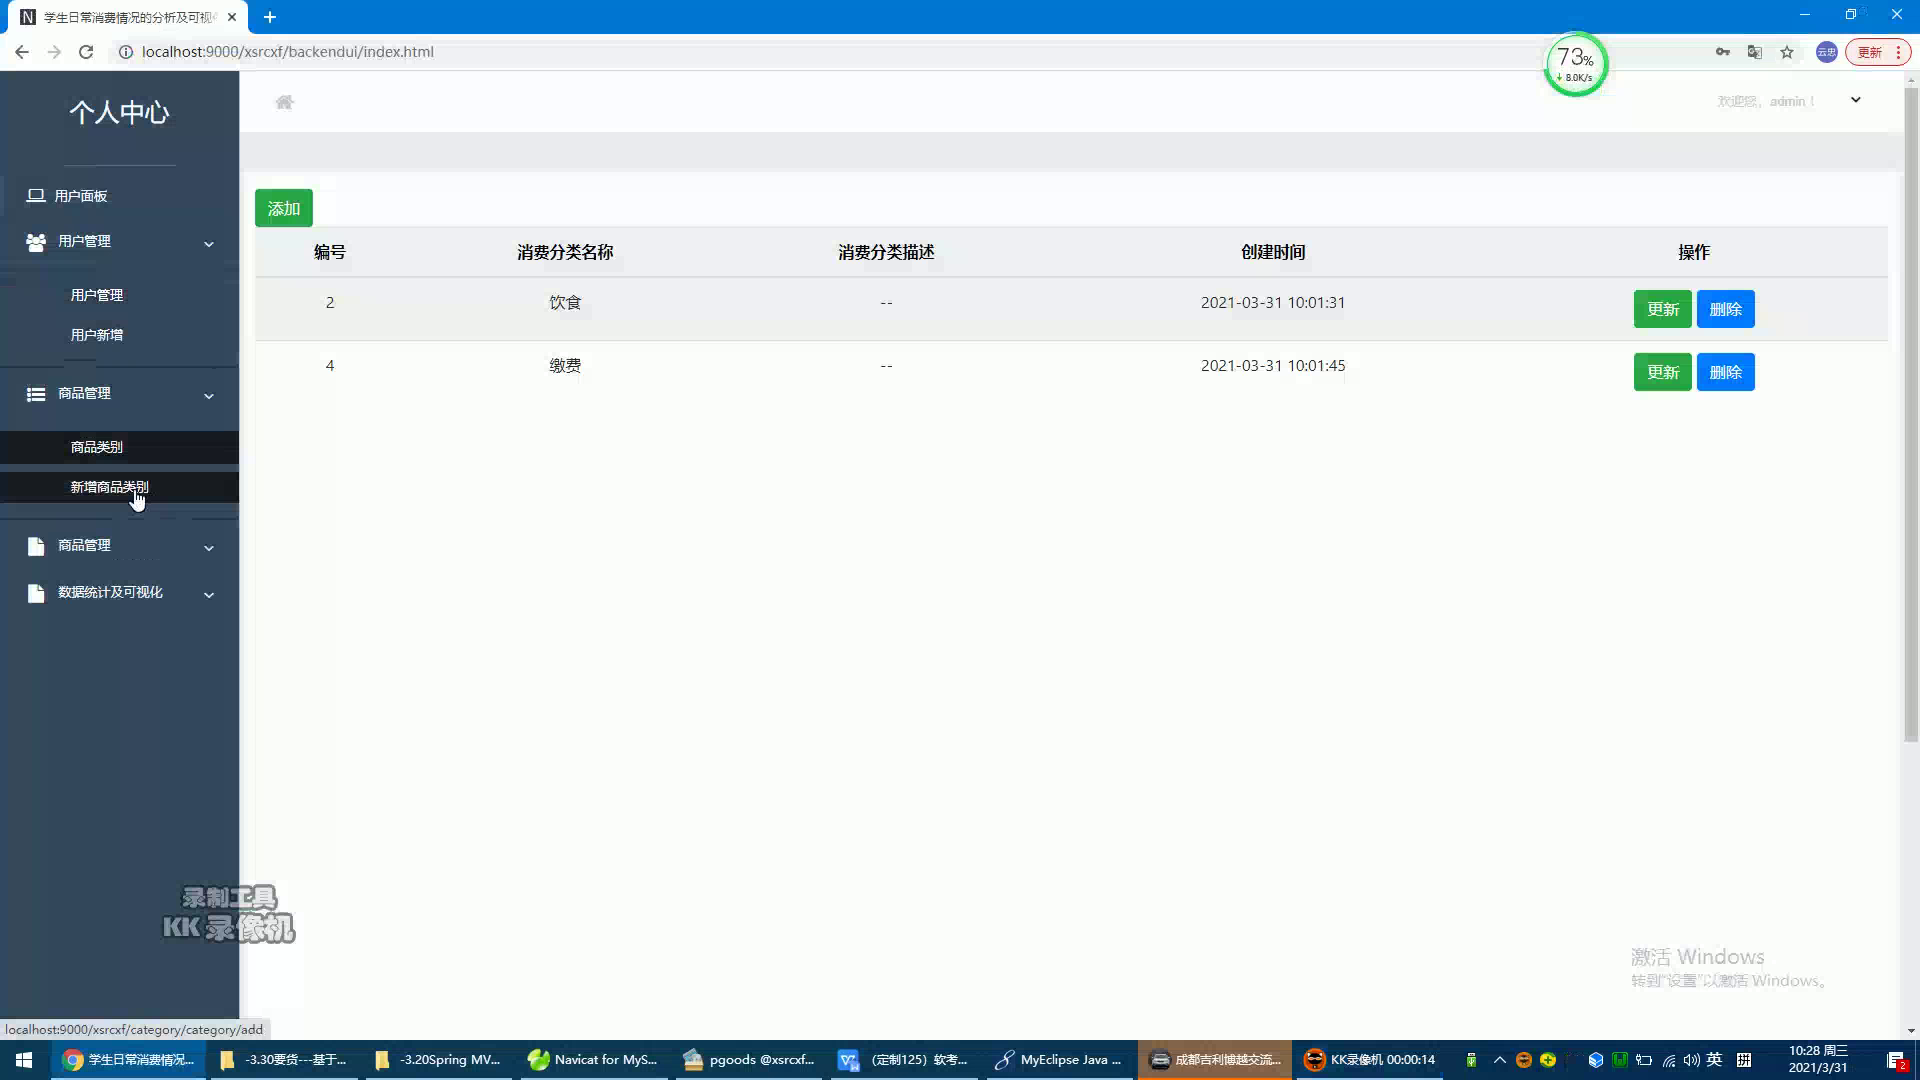 学生日常消费情况的分析及可视
localhost:9000/xsrcxf/backendui/index.html
73%
8.0K/s
云忠
更新
个人中心
欢迎您，admin！
用户面板
用户管理
用户管理
用户新增
商品管理
商品类别
新增商品类别
商品管理
数据统计及可视化
添加
编号 消费分类名称 消费分类描述 创建时间 操作
2 饮食 -- 2021-03-31 10:01:31 更新 删除
4 缴费 -- 2021-03-31 10:01:45 更新 删除
录制工具
KK 录像机
激活 Windows
转到"设置"以激活 Windows。
localhost:9000/xsrcxf/category/category/add
学生日常消费情况...
-3.30要货---基于...
-3.20Spring MV...
Navicat for MyS...
pgoods @xsrcxf...
（定制125）软考...
MyEclipse Java ...
成都吉利博越交流...
KK录像机 00:00:14
英
拼
10:28 周三
2021/3/31
2